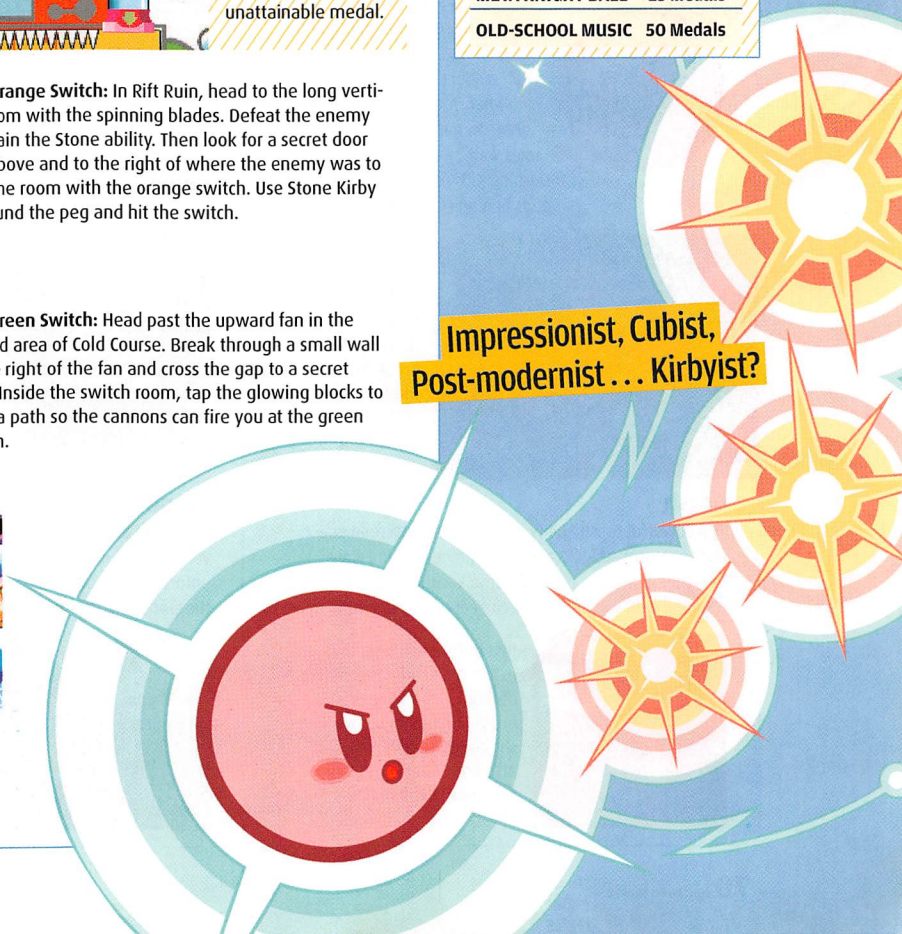 unattainable medal.
OLD-SCHOOL MUSIC 50 Medals
range Switch: In Rift Ruin, head to the long verti-
om with the spinning blades. Defeat the enemy
ain the Stone ability. Then look for a secret door
bove and to the right of where the enemy was to
he room with the orange switch. Use Stone Kirby
und the peg and hit the switch.
reen Switch: Head past the upward fan in the
d area of Cold Course. Break through a small wall
right of the fan and cross the gap to a secret
Inside the switch room, tap the glowing blocks to
a path so the cannons can fire you at the green
h.
Impressionist, Cubist,
Post-modernist ... Kirbyist?